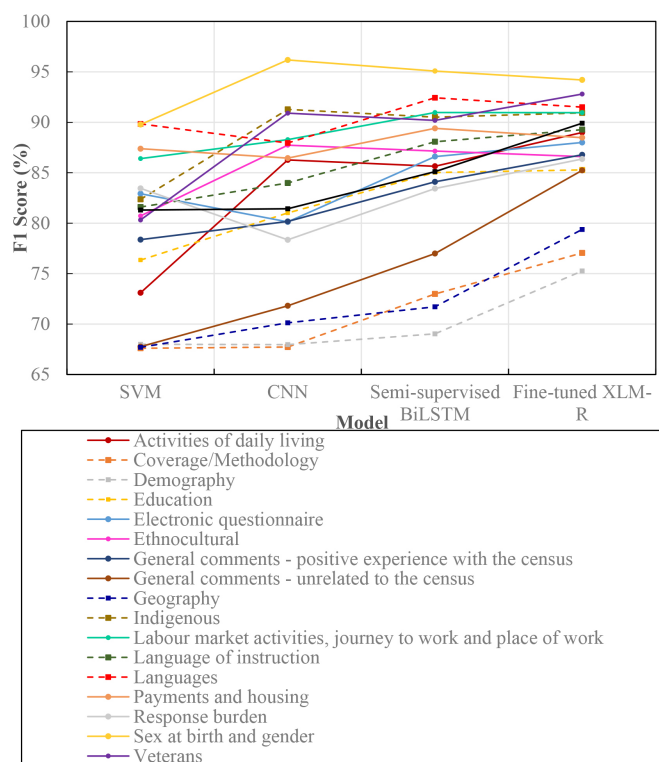 100
95
90
85
80
75
70
65
F1 Score (%)
SVM
CNN
Semi-supervised BiLSTM
Fine-tuned XLM-R
Model
Activities of daily living
Coverage/Methodology
Demography
Education
Electronic questionnaire
Ethnocultural
General comments - positive experience with the census
General comments - unrelated to the census
Geography
Indigenous
Labour market activities, journey to work and place of work
Language of instruction
Languages
Payments and housing
Response burden
Sex at birth and gender
Veterans